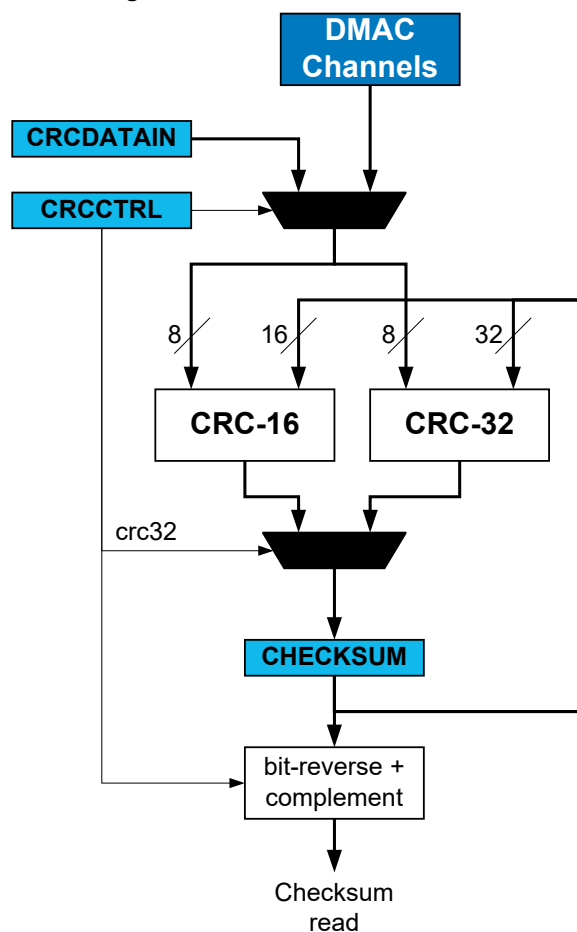 DMAC
Channels
CRCDATAIN
CRCCTRL
8
16
8
32
CRC-16
CRC-32
crc32
CHECKSUM
bit-reverse +
complement
Checksum
read